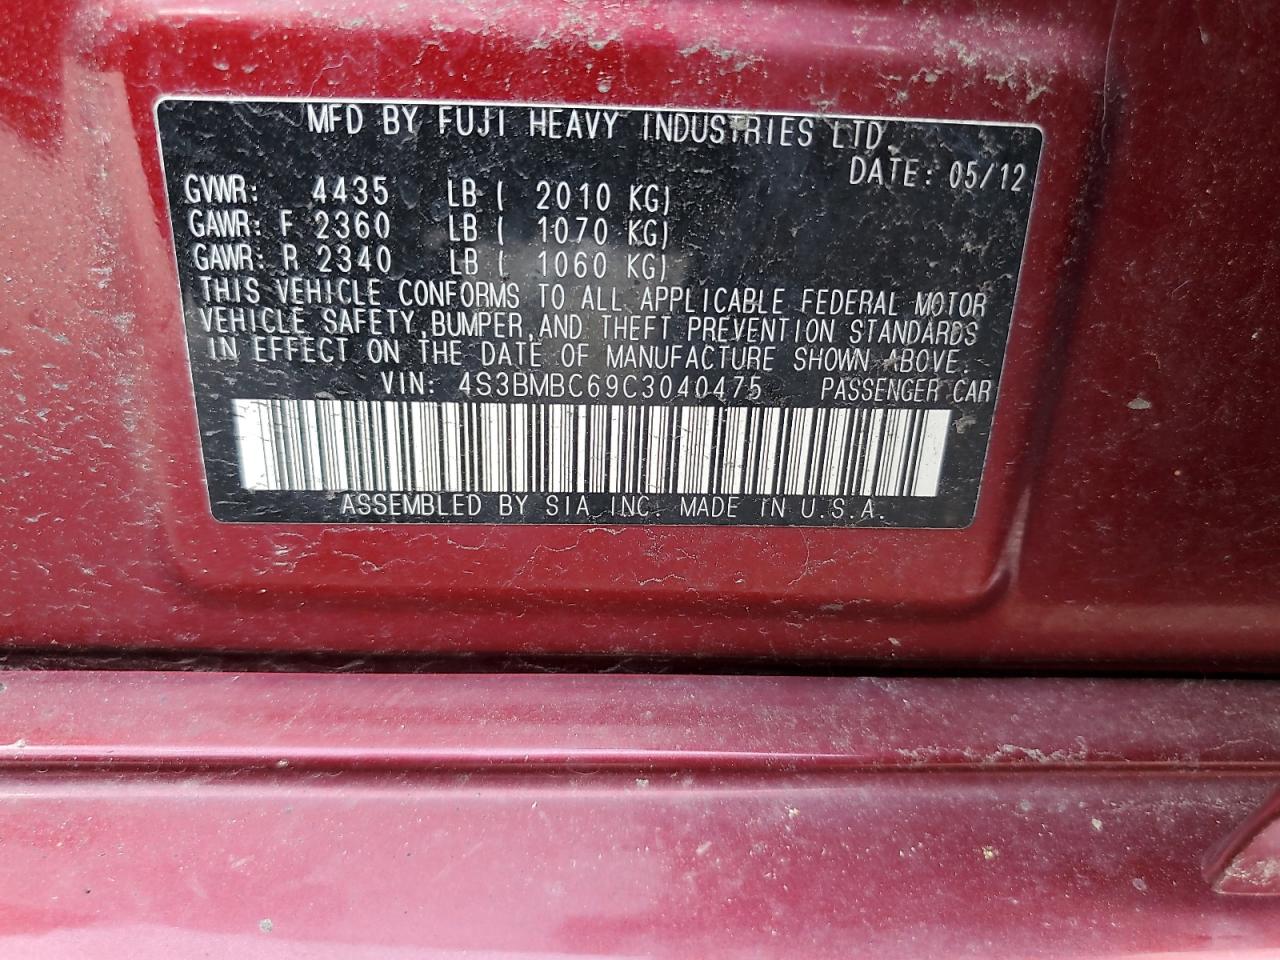 MFD BY FUJI HEAVY INDUSTRIES LTD.
DATE: 05/12
GVWR: 4435 LB ( 2010 KG)
GAWR: F 2360 LB ( 1070 KG)
GAWR: R 2340 LB ( 1060 KG)
THIS VEHICLE CONFORMS TO ALL APPLICABLE FEDERAL MOTOR
VEHICLE SAFETY, BUMPER, AND THEFT PREVENTION STANDARDS
IN EFFECT ON THE DATE OF MANUFACTURE SHOWN ABOVE.
VIN: 4S3BMBC69C3040475 PASSENGER CAR
ASSEMBLED BY SIA INC. MADE IN U.S.A.